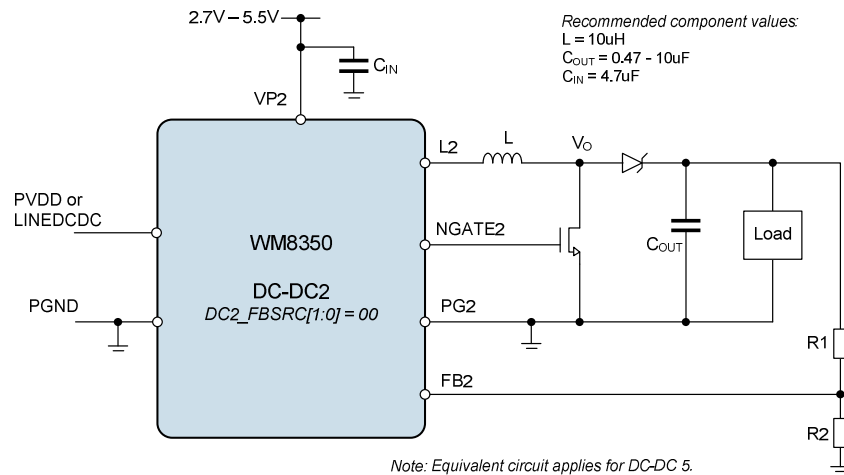 2.7V – 5.5V
Recommended component values:
L = 10uH
COUT = 0.47 - 10uF
CIN = 4.7uF
CIN
VP2
L2
L
VO
PVDD or
LINEDCDC
WM8350
NGATE2
COUT
Load
DC-DC2
DC2_FBSRC[1:0] = 00
PGND
PG2
R1
FB2
R2
Note: Equivalent circuit applies for DC-DC 5.